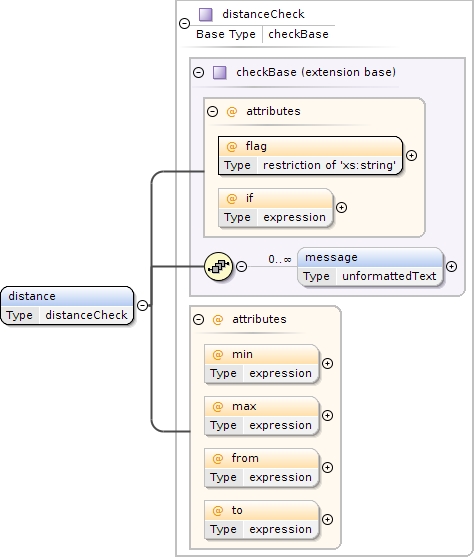 distanceCheck
Base Type checkBase
checkBase (extension base)
@ attributes
@ flag
Type restriction of 'xs:string'
@ if
Type expression
0..∞
message
Type unformattedText
distance
Type distanceCheck
@ attributes
@ min
Type expression
@ max
Type expression
@ from
Type expression
@ to
Type expression